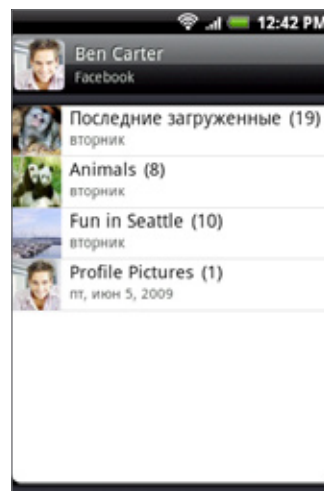 12:42 PM
Ben Carter
Facebook
Последние загруженные (19)
вторник
Animals (8)
вторник
Fun in Seattle (10)
вторник
Profile Pictures (1)
пт, июн 5, 2009